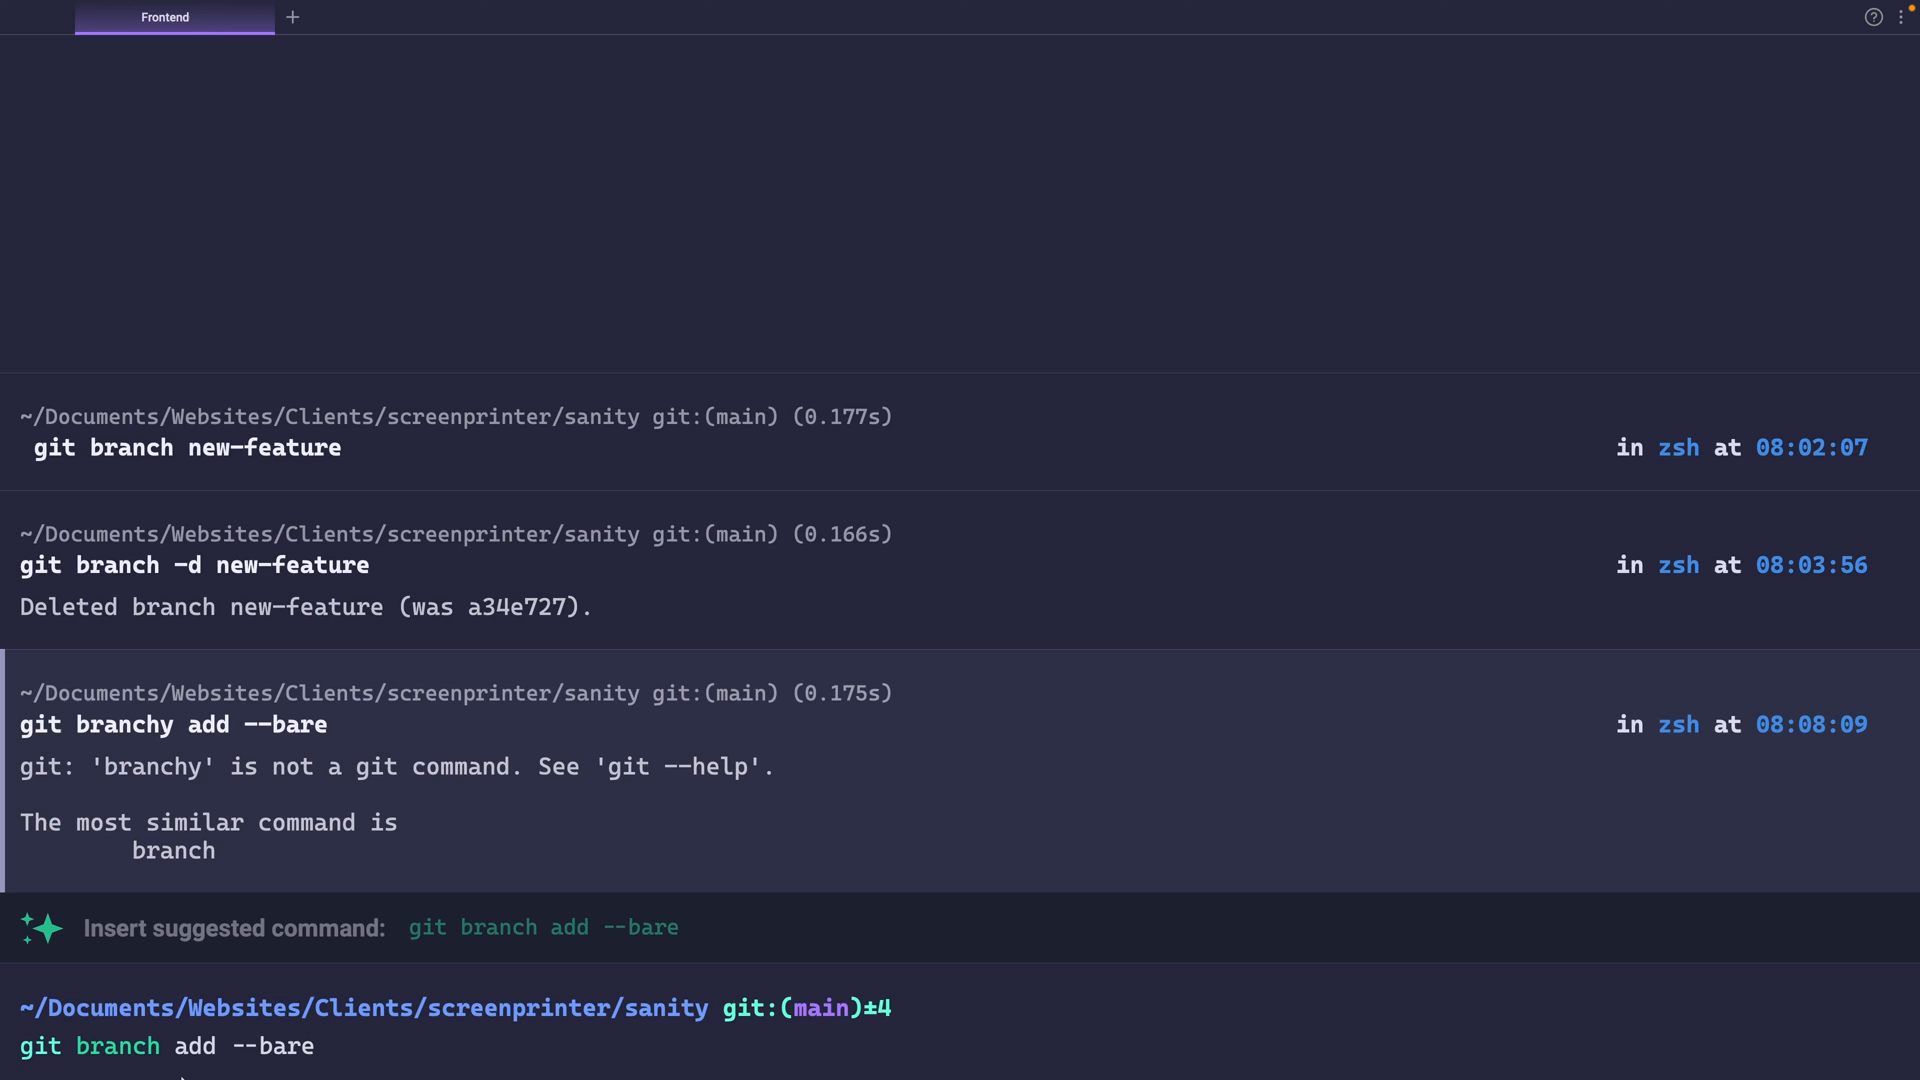 Frontend
~/Documents/Websites/Clients/screenprinter/sanity git:(main) (0.177s)
git branch new-feature in zsh at 08:02:07
~/Documents/Websites/Clients/screenprinter/sanity git:(main) (0.166s)
git branch -d new-feature in zsh at 08:03:56
Deleted branch new-feature (was a34e727).
~/Documents/Websites/Clients/screenprinter/sanity git:(main) (0.175s)
git branchy add --bare in zsh at 08:08:09
git: 'branchy' is not a git command. See 'git --help'.
The most similar command is
branch
Insert suggested command: git branch add --bare
~/Documents/Websites/Clients/screenprinter/sanity git:(main)±4
git branch add --bare